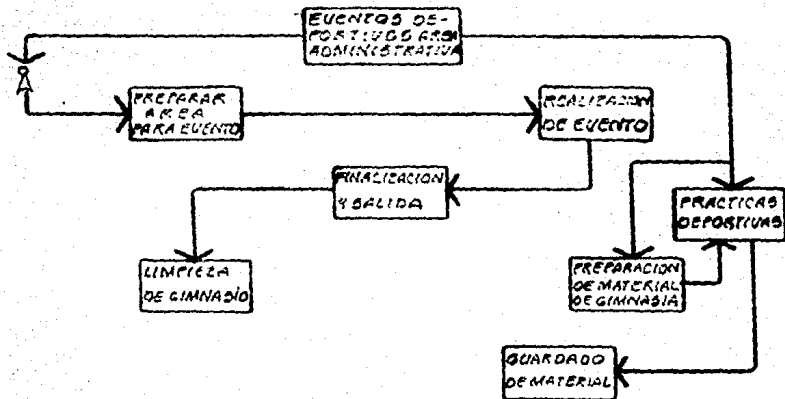 EVENTOS DE-
PORTIVOS AREA
ADMINISTRATIVA
PREPARAR
AREA
PARA EVENTO
REALIZACION
DE EVENTO
FINALIZACION
Y SALIDA
PRACTICAS
DEPORTIVAS
LIMPIEZA
DE GIMNASIO
PREPARACION
DE MATERIAL
DE GIMNASIA
GUARDADO
DE MATERIAL